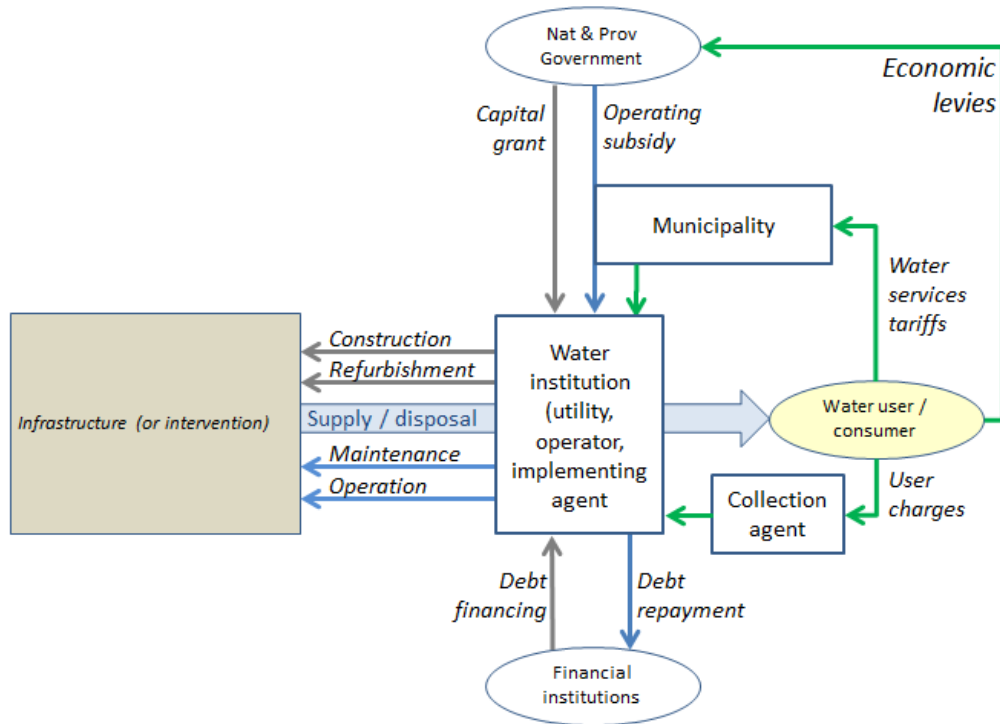 Nat & Prov
Government
Economic
levies
Capital
grant
Operating
subsidy
Municipality
Water
services
tariffs
Construction
Refurbishment
Infrastructure (or intervention)
Supply / disposal
Maintenance
Operation
Water
institution
(utility,
operator,
implementing
agent
Water user /
consumer
User
charges
Collection
agent
Debt
financing
Debt
repayment
Financial
institutions